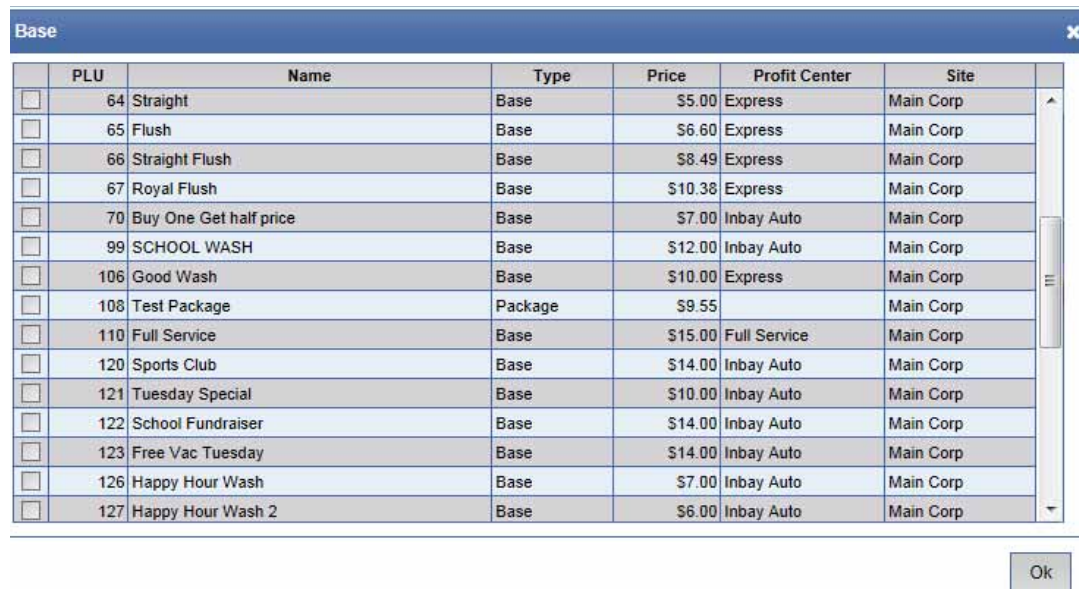 Base
PLU Name Type Price Profit Center Site
64 Straight Base $5.00 Express Main Corp
65 Flush Base $6.60 Express Main Corp
66 Straight Flush Base $8.49 Express Main Corp
67 Royal Flush Base $10.38 Express Main Corp
70 Buy One Get half price Base $7.00 Inbay Auto Main Corp
99 SCHOOL WASH Base $12.00 Inbay Auto Main Corp
106 Good Wash Base $10.00 Express Main Corp
108 Test Package Package $9.55 Main Corp
110 Full Service Base $15.00 Full Service Main Corp
120 Sports Club Base $14.00 Inbay Auto Main Corp
121 Tuesday Special Base $10.00 Inbay Auto Main Corp
122 School Fundraiser Base $14.00 Inbay Auto Main Corp
123 Free Vac Tuesday Base $14.00 Inbay Auto Main Corp
126 Happy Hour Wash Base $7.00 Inbay Auto Main Corp
127 Happy Hour Wash 2 Base $6.00 Inbay Auto Main Corp
Ok